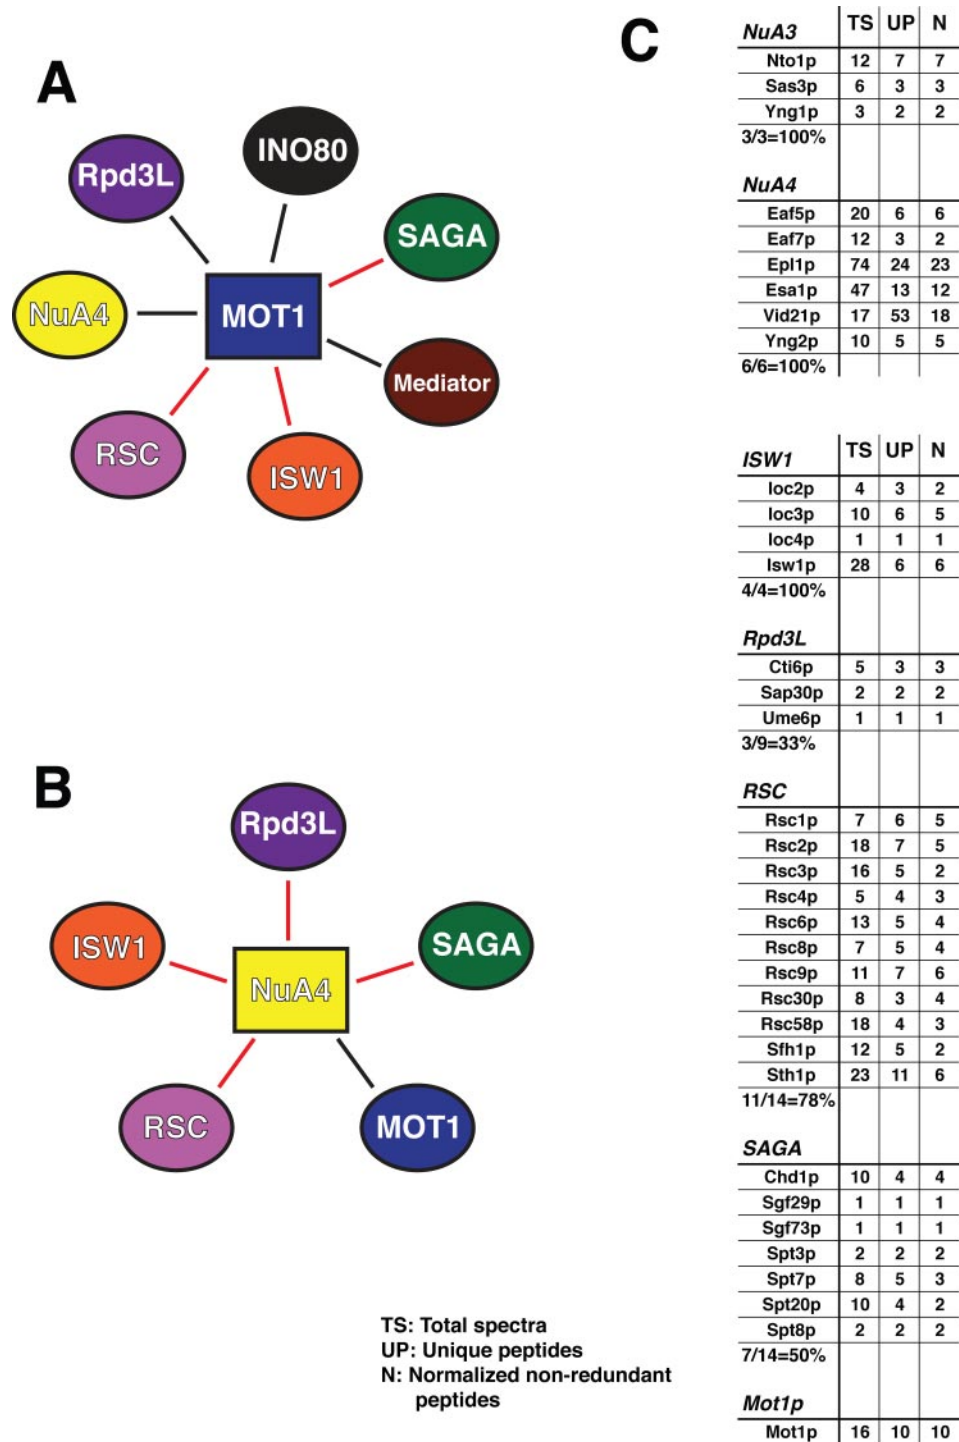 A
Rpd3L
INO80
SAGA
NuA4
MOT1
Mediator
RSC
ISW1
B
Rpd3L
ISW1
SAGA
NuA4
RSC
MOT1
TS: Total spectra
UP: Unique peptides
N: Normalized non-redundant
peptides
C
NuA3 TS UP N
Nto1p 12 7 7
Sas3p 6 3 3
Yng1p 3 2 2
3/3=100%
NuA4
Eaf5p 20 6 6
Eaf7p 12 3 2
Epl1p 74 24 23
Esa1p 47 13 12
Vid21p 17 53 18
Yng2p 10 5 5
6/6=100%
ISW1 TS UP N
Ioc2p 4 3 2
Ioc3p 10 6 5
Ioc4p 1 1 1
Isw1p 28 6 6
4/4=100%
Rpd3L
Cti6p 5 3 3
Sap30p 2 2 2
Ume6p 1 1 1
3/9=33%
RSC
Rsc1p 7 6 5
Rsc2p 18 7 5
Rsc3p 16 5 2
Rsc4p 5 4 3
Rsc6p 13 5 4
Rsc8p 7 5 4
Rsc9p 11 7 6
Rsc30p 8 3 4
Rsc58p 18 4 3
Sfh1p 12 5 2
Sth1p 23 11 6
11/14=78%
SAGA
Chd1p 10 4 4
Sgf29p 1 1 1
Sgf73p 1 1 1
Spt3p 2 2 2
Spt7p 8 5 3
Spt20p 10 4 2
Spt8p 2 2 2
7/14=50%
Mot1p
Mot1p 16 10 10